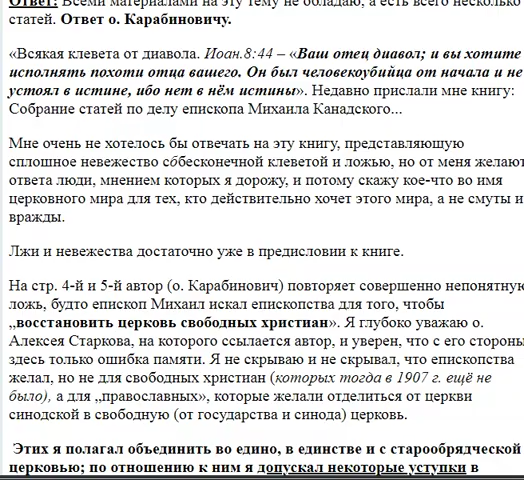 Ответ: Всеми материалами на эту тему не обладаю, а есть всего несколько
статей. Ответ о. Карабиновичу.
«Всякая клевета от диавола. Иоан.8:44 – «Ваш отец диавол; и вы хотите
исполнять похоти отца вашего. Он был человекоубийца от начала и не
устоял в истине, ибо нет в нём истины». Недавно прислали мне книгу:
Собрание статей по делу епископа Михаила Канадского...
Мне очень не хотелось бы отвечать на эту книгу, представляющую
сплошное невежество сбесконечной клеветой и ложью, но от меня желают
ответа люди, мнением которых я дорожу, и потому скажу кое-что во имя
церковного мира для тех, кто действительно хочет этого мира, а не смуты и
вражды.
Лжи и невежества достаточно уже в предисловии к книге.
На стр. 4-й и 5-й автор (о. Карабинович) повторяет совершенно непонятную
ложь, будто епископ Михаил искал епископства для того, чтобы
„восстановить церковь свободных христиан». Я глубоко уважаю о.
Алексея Старкова, на которого ссылается автор, и уверен, что с его стороны
здесь только ошибка памяти. Я не скрываю и не скрывал, что епископства
желал, но не для свободных христиан (которых тогда в 1907 г. ещё не
было), а для „православных», которые желали отделиться от церкви
синодской в свободную (от государства и синода) церковь.
Этих я полагал объединить во едино, в единстве и с старообрядческой
церковью; по отношению к ним я допускал некоторые уступки в